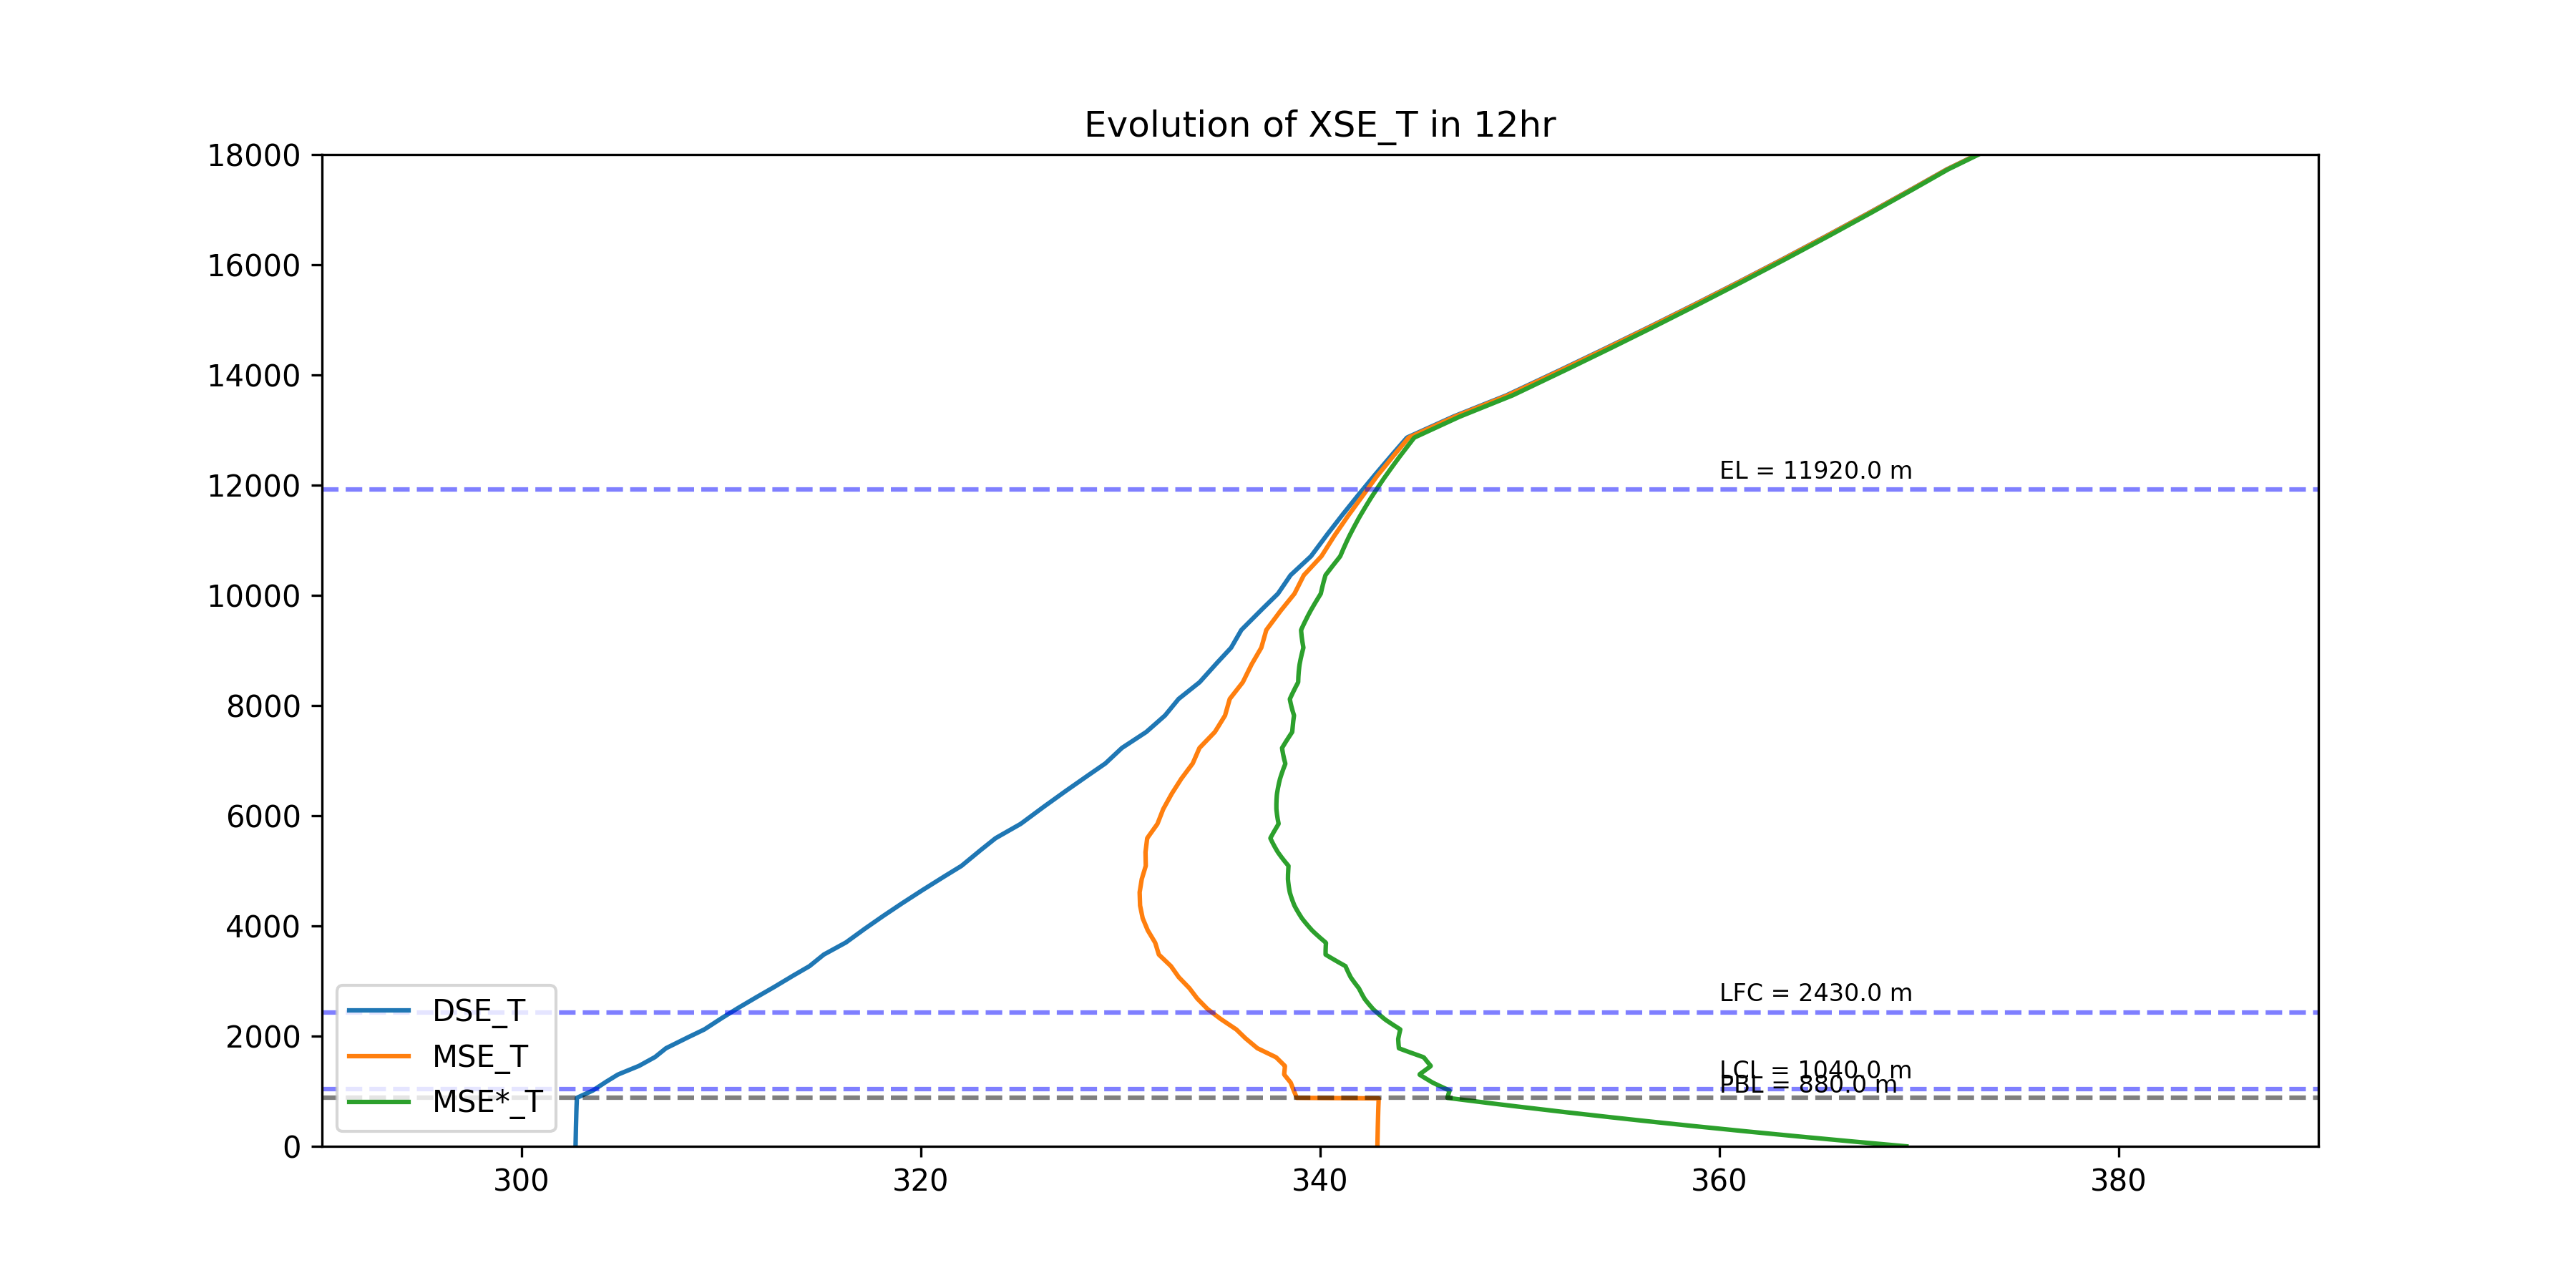 Evolution of XSE_T in 12hr
18000
16000
14000
12000
10000
8000
6000
4000
2000
0
EL = 11920.0 m
LFC = 2430.0 m
LCL = 1040.0 m
PBL = 880.0 m
DSE_T
MSE_T
MSE*_T
300
320
340
360
380